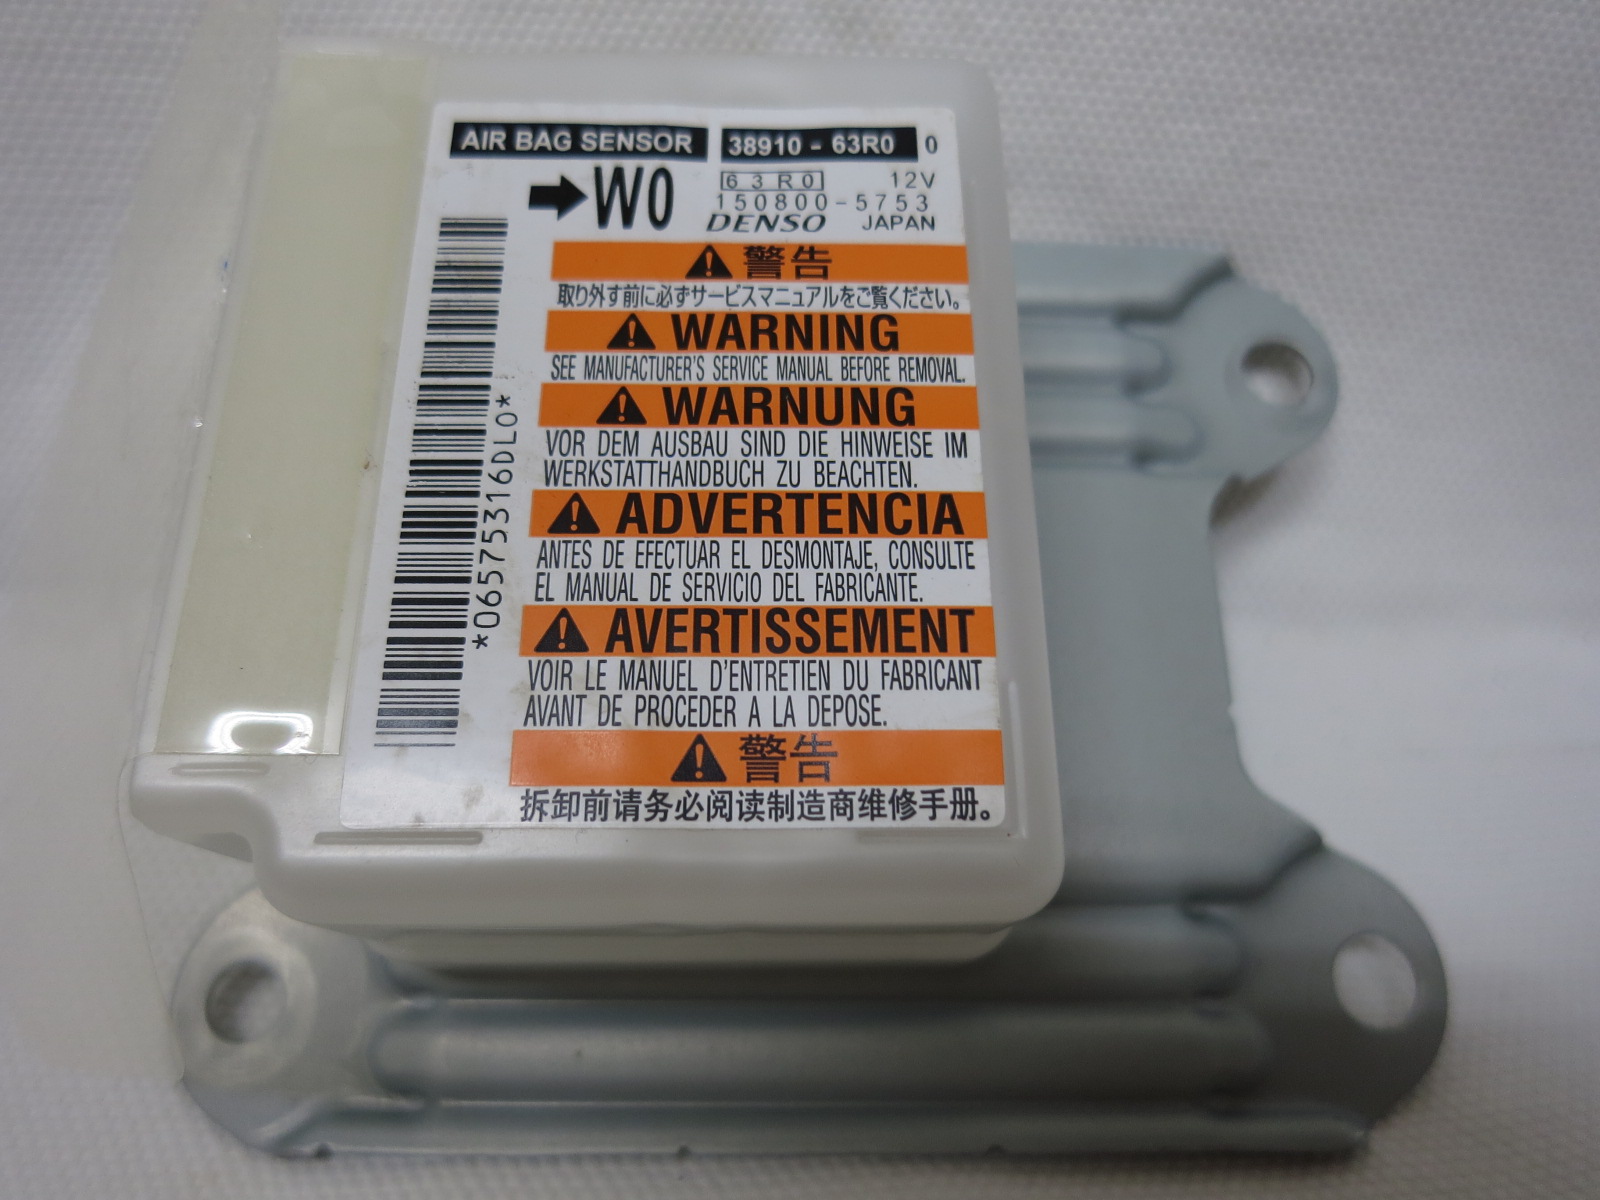 AIR BAG SENSOR 38910 - 63R0 0
➡W0 63R0 12V
150800-5753
DENSO JAPAN
⚠警告
取り外す前に必ずサービスマニュアルをご覧ください。
⚠WARNING
SEE MANUFACTURER'S SERVICE MANUAL BEFORE REMOVAL.
⚠WARNUNG
VOR DEM AUSBAU SIND DIE HINWEISE IM
WERKSTATTHANDBUCH ZU BEACHTEN.
⚠ADVERTENCIA
ANTES DE EFECTUAR EL DESMONTAJE, CONSULTE
EL MANUAL DE SERVICIO DEL FABRICANTE.
⚠AVERTISSEMENT
VOIR LE MANUEL D'ENTRETIEN DU FABRICANT
AVANT DE PROCEDER A LA DEPOSE.
⚠警告
拆卸前请务必阅读制造商维修手册。
*0657531６DL0*